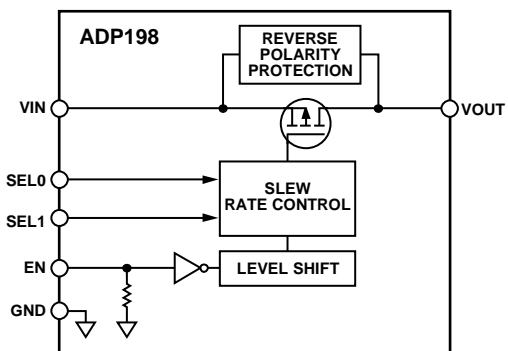 ADP198
REVERSE
POLARITY
PROTECTION
VIN
VOUT
SEL0
SLEW
RATE CONTROL
SEL1
EN
LEVEL SHIFT
GND